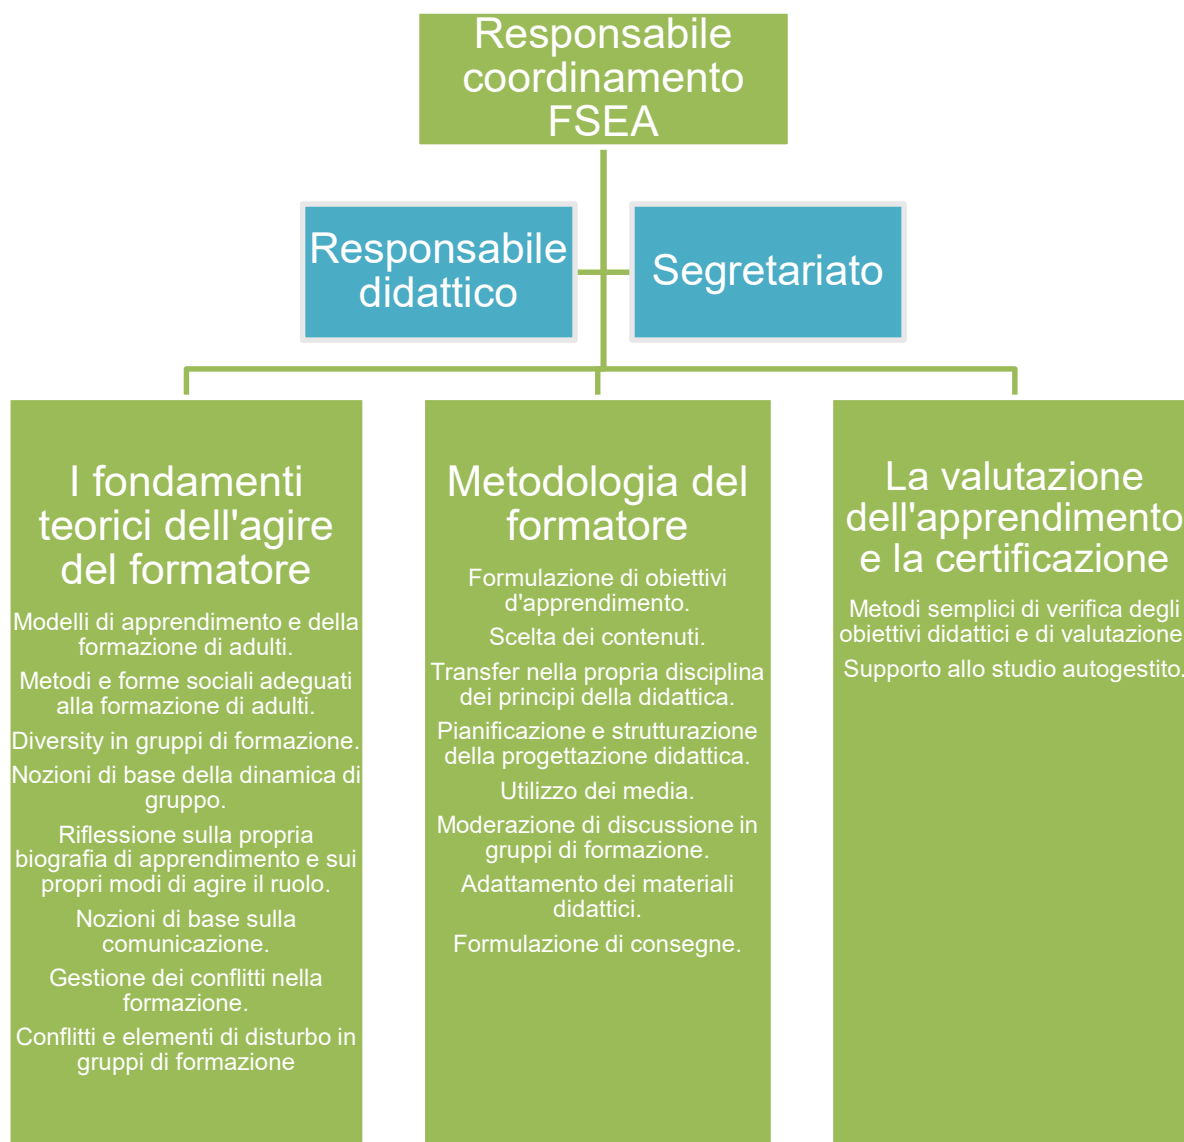 Responsabile
coordinamento
FSEA
Responsabile
didattico
Segretariato
I fondamenti
teorici dell'agire
del formatore
Modelli di apprendimento e della
formazione di adulti.
Metodi e forme sociali adeguati
alla formazione di adulti.
Diversity in gruppi di formazione.
Nozioni di base della dinamica di
gruppo.
Riflessione sulla propria
biografia di apprendimento e sui
propri modi di agire il ruolo.
Nozioni di base sulla
comunicazione.
Gestione dei conflitti nella
formazione.
Conflitti e elementi di disturbo in
gruppi di formazione
Metodologia del
formatore
Formulazione di obiettivi
d'apprendimento.
Scelta dei contenuti.
Transfer nella propria disciplina
dei principi della didattica.
Pianificazione e strutturazione
della progettazione didattica.
Utilizzo dei media.
Moderazione di discussione in
gruppi di formazione.
Adattamento dei materiali
didattici.
Formulazione di consegne.
La valutazione
dell'apprendimento
e la certificazione
Metodi semplici di verifica degli
obiettivi didattici e di valutazione
Supporto allo studio autogestito.